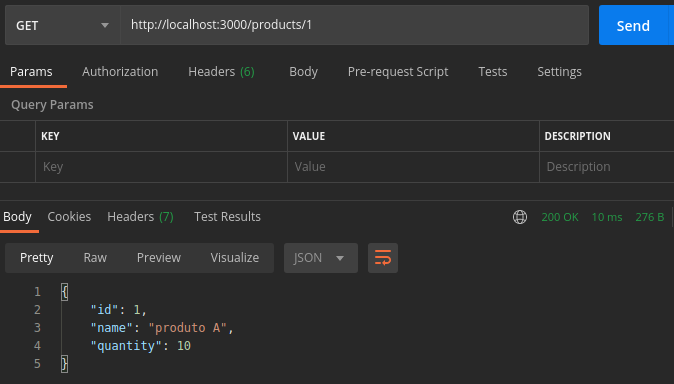 GET http://localhost:3000/products/1 Send
Params Authorization Headers (6) Body Pre-request Script Tests Settings
Query Params
KEY VALUE DESCRIPTION
Key Value Description
Body Cookies Headers (7) Test Results 200 OK 10 ms 276 B
Pretty Raw Preview Visualize JSON
1 {
2 "id": 1,
3 "name": "produto A",
4 "quantity": 10
5 }